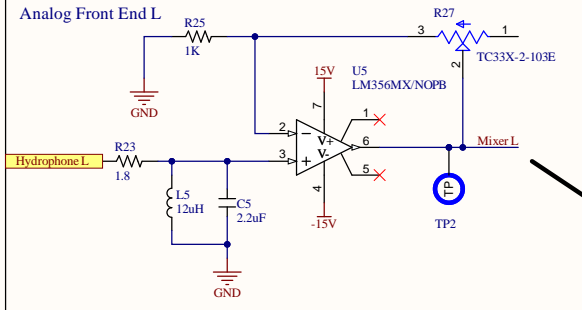 Analog Front End L
R25
1K
GND
R27
3
1
2
TC33X-2-103E
U5
LM356MX/NOPB
15V
7
V+
V-
2
3
1
6
5
4
-15V
Hydrophone L
R23
1.8
L5
12uH
C5
2.2uF
GND
Mixer L
TP
TP2